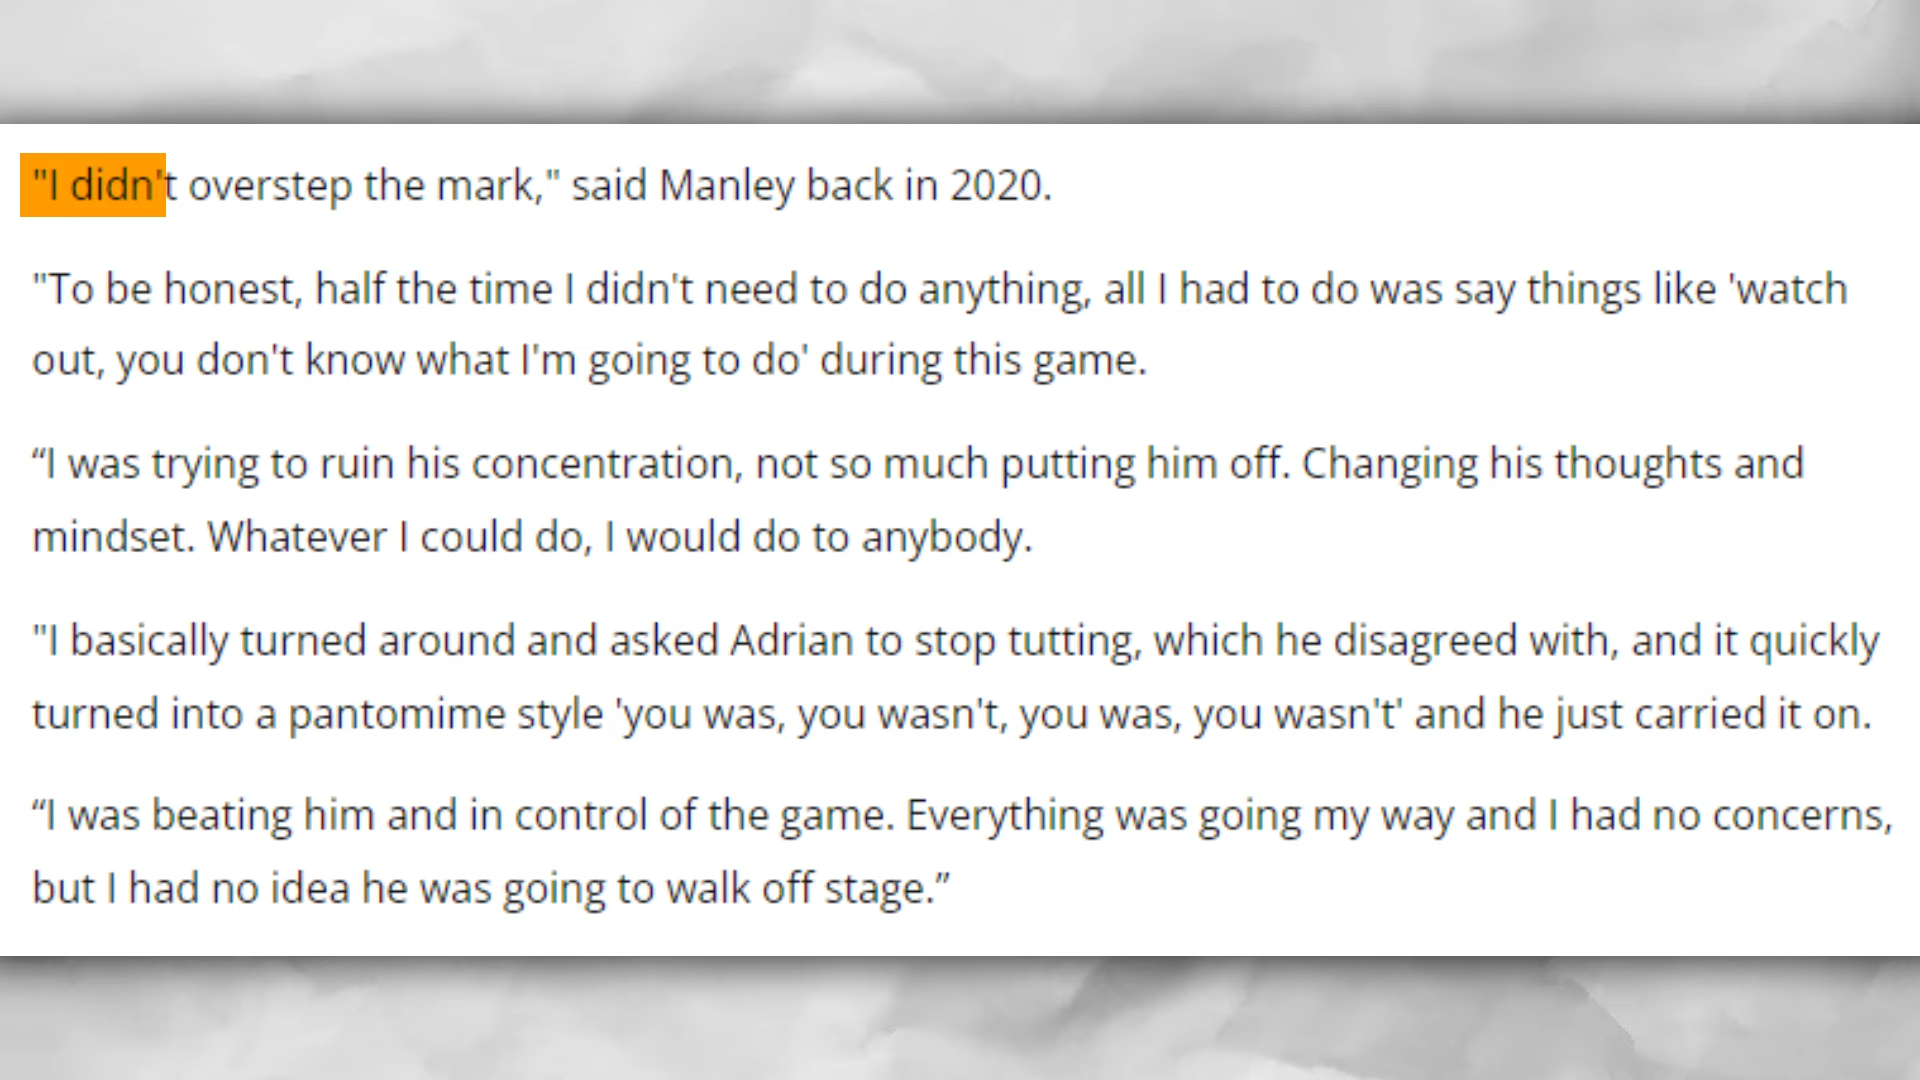 "I didn't overstep the mark," said Manley back in 2020.
"To be honest, half the time I didn't need to do anything, all I had to do was say things like 'watch
out, you don't know what I'm going to do' during this game.
“I was trying to ruin his concentration, not so much putting him off. Changing his thoughts and
mindset. Whatever I could do, I would do to anybody.
"I basically turned around and asked Adrian to stop tutting, which he disagreed with, and it quickly
turned into a pantomime style 'you was, you wasn't, you was, you wasn't' and he just carried it on.
“I was beating him and in control of the game. Everything was going my way and I had no concerns,
but I had no idea he was going to walk off stage.”